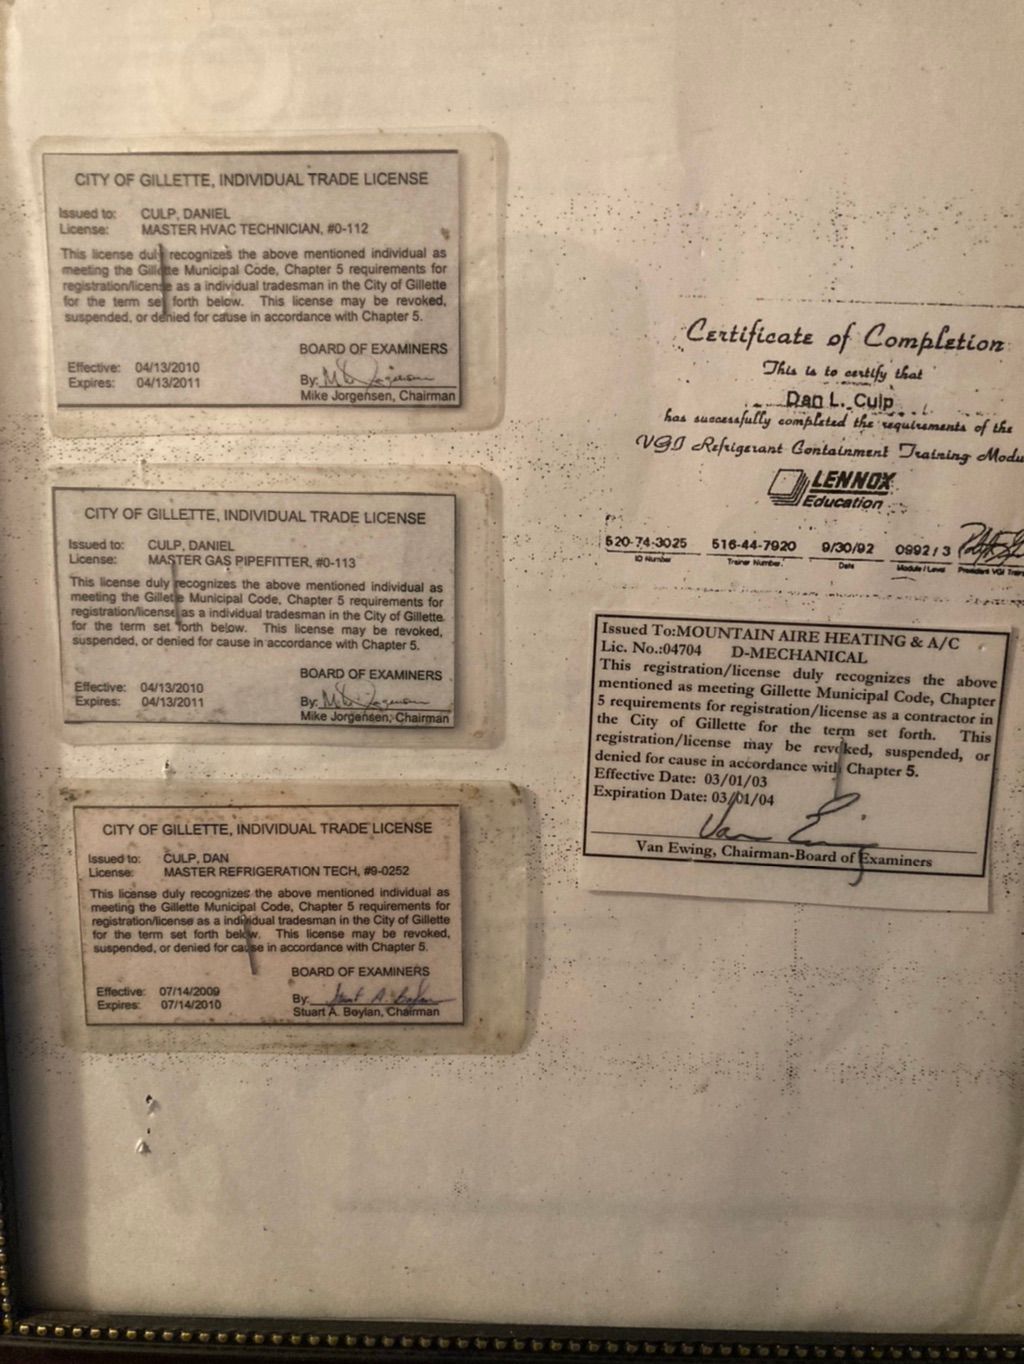 CITY OF GILLETTE, INDIVIDUAL TRADE LICENSE
Issued to: CULP, DANIEL
License: MASTER HVAC TECHNICIAN, #0-112
This license duly recognizes the above mentioned individual as
meeting the Gillette Municipal Code, Chapter 5 requirements for
registration/license as a individual tradesman in the City of Gillette
for the term set forth below. This license may be revoked,
suspended, or denied for cause in accordance with Chapter 5.
BOARD OF EXAMINERS
Effective: 04/13/2010
Expires: 04/13/2011
By:
Mike Jorgensen, Chairman
CITY OF GILLETTE, INDIVIDUAL TRADE LICENSE
Issued to: CULP, DANIEL
License: MASTER GAS PIPEFITTER, #0-113
This license duly recognizes the above mentioned individual as
meeting the Gillette Municipal Code, Chapter 5 requirements for
registration/license as a individual tradesman in the City of Gillette
for the term set forth below. This license may be revoked,
suspended, or denied for cause in accordance with Chapter 5.
BOARD OF EXAMINERS
Effective: 04/13/2010
Expires: 04/13/2011
By:
Mike Jorgensen, Chairman
CITY OF GILLETTE, INDIVIDUAL TRADE LICENSE
Issued to: CULP, DAN
License: MASTER REFRIGERATION TECH, #9-0252
This license duly recognizes the above mentioned individual as
meeting the Gillette Municipal Code, Chapter 5 requirements for
registration/license as a individual tradesman in the City of Gillette
for the term set forth below. This license may be revoked,
suspended, or denied for cause in accordance with Chapter 5.
BOARD OF EXAMINERS
Effective: 07/14/2009
Expires: 07/14/2010
By:
Stuart A. Boylan, Chairman
Certificate of Completion
This is to certify that
Dan L. Culp
has successfully completed the requirements of the
VGI Refrigerant Containment Training Modu
LENNOX
Education
520-74-3025 516-44-7920 9/30/92 0992 / 3
ID Number Trainer Number Date Module / Level President VGI Train
Issued To:MOUNTAIN AIRE HEATING & A/C
Lic. No.:04704 D-MECHANICAL
This registration/license duly recognizes the above
mentioned as meeting Gillette Municipal Code, Chapter
5 requirements for registration/license as a contractor in
the City of Gillette for the term set forth. This
registration/license may be revoked, suspended, or
denied for cause in accordance with Chapter 5.
Effective Date: 03/01/03
Expiration Date: 03/01/04
Van Ewing, Chairman-Board of Examiners